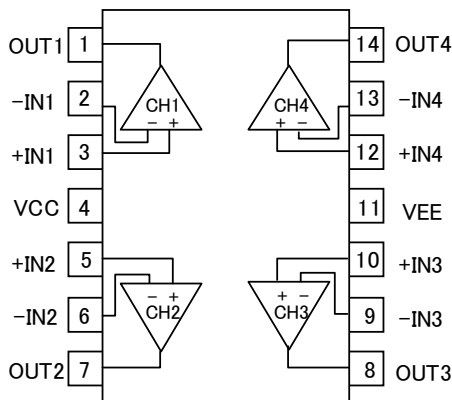 OUT1 1 14 OUT4
−IN1 2 CH1 CH4 13 −IN4
− + + −
+IN1 3 12 +IN4
VCC 4 11 VEE
+IN2 5 10 +IN3
− + + −
−IN2 6 CH2 CH3 9 −IN3
OUT2 7 8 OUT3